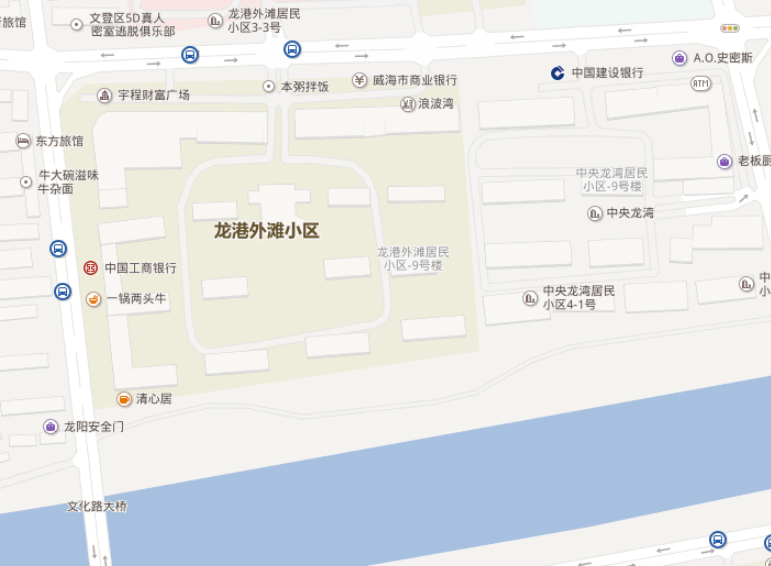 文登区5D真人
密室逃脱俱乐部
龙港外滩居民
小区3-3号
旅馆
A.O.史密斯
中国建设银行
威海市商业银行
本粥拌饭
ATM
宇程财富广场
浪波湾
东方旅馆
老板厨
牛大碗滋味
牛杂面
中央龙湾居民
小区-9号楼
中央龙湾
龙港外滩小区
龙港外滩居民
小区-9号楼
中国工商银行
一锅两头牛
中央龙湾居民
小区4-1号
中
小
清心居
龙阳安全门
文化路大桥